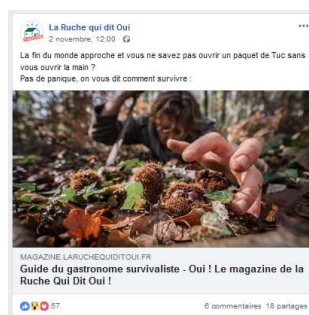 La Ruche qui dit Oui
2 novembre, 12:00 ·
La fin du monde approche et vous ne savez pas ouvrir un paquet de Tuc sans
vous ouvrir la main ?
Pas de panique, on vous dit comment survivre :
MAGAZINE.LARUCHEQUIDITOUI.FR
Guide du gastronome survivaliste - Oui ! Le magazine de la
Ruche Qui Dit Oui !
57 6 commentaires 18 partages